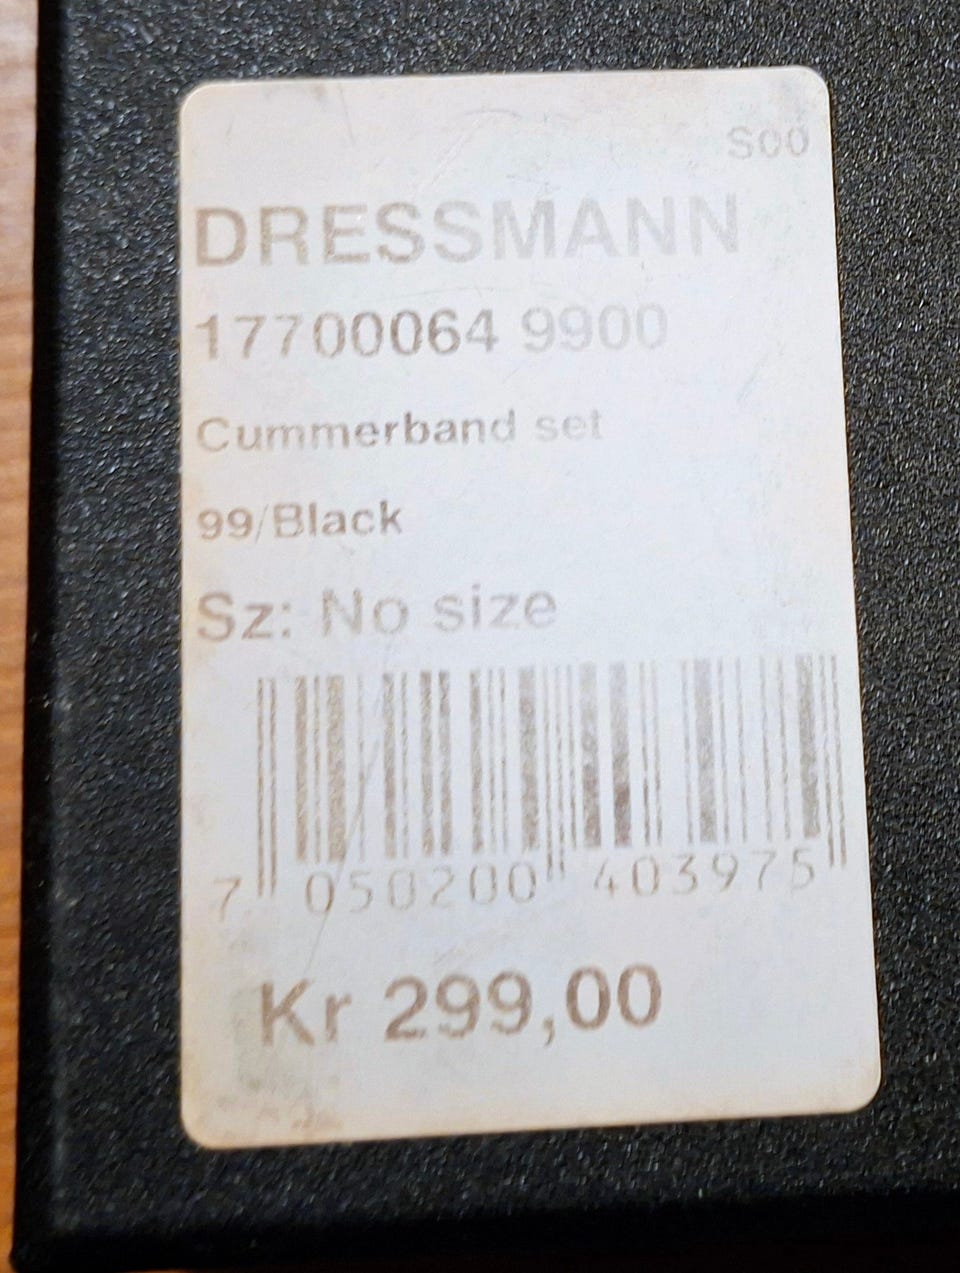 S00
DRESSMANN
17700064 9900
Cummerband set
99/Black
Sz: No size
7 050200 403975
Kr 299,00